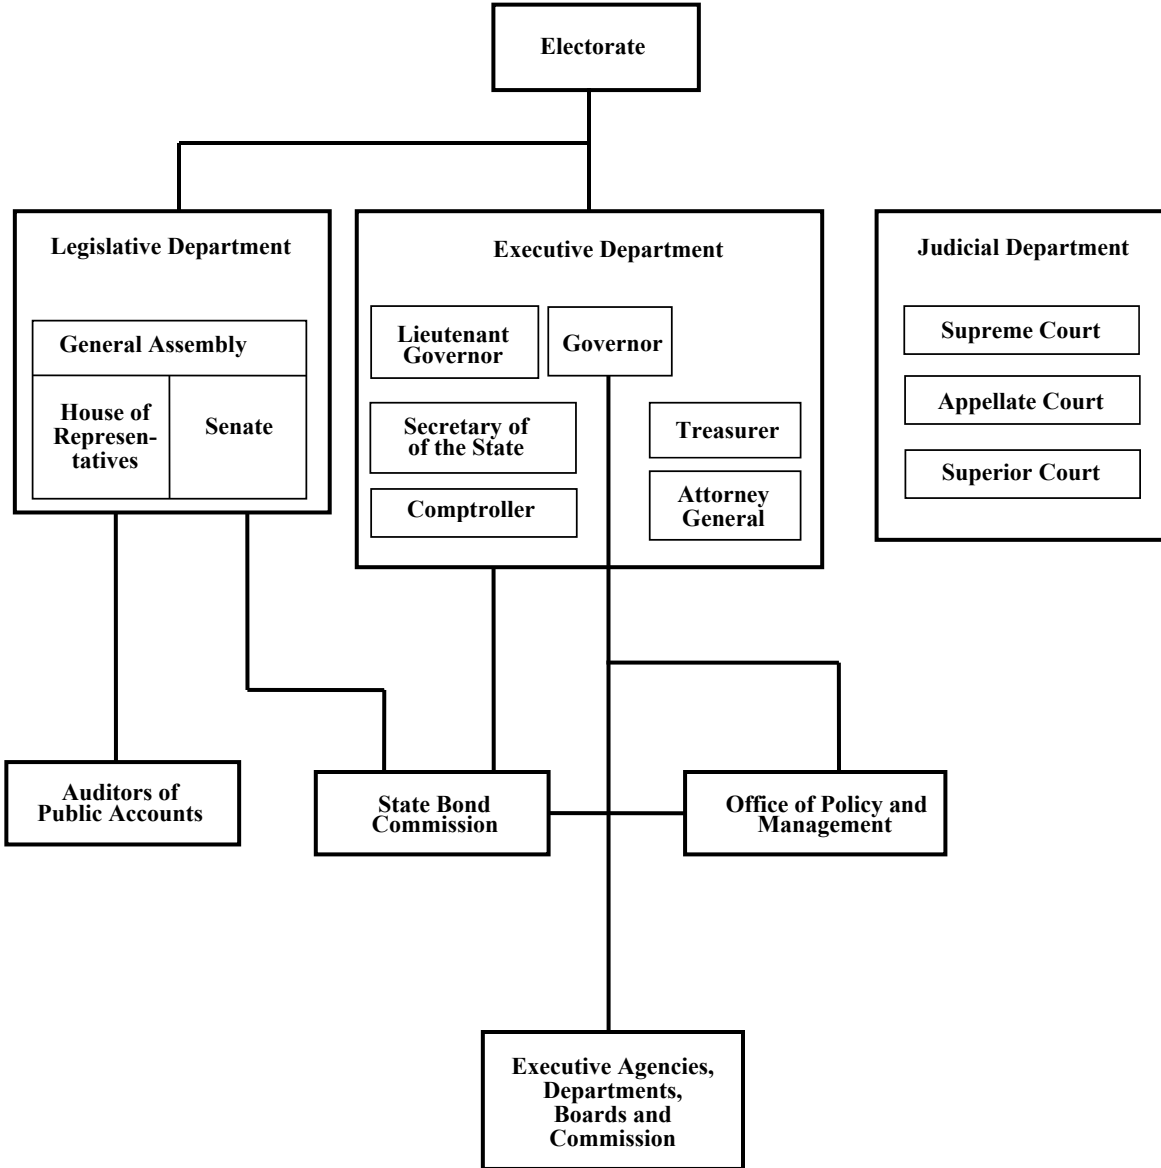 Electorate
Legislative Department
General Assembly
House of
Represen-
tatives
Senate
Executive Department
Lieutenant
Governor
Governor
Secretary of
of the State
Treasurer
Comptroller
Attorney
General
Judicial Department
Supreme Court
Appellate Court
Superior Court
Auditors of
Public Accounts
State Bond
Commission
Office of Policy and
Management
Executive Agencies,
Departments,
Boards and
Commission